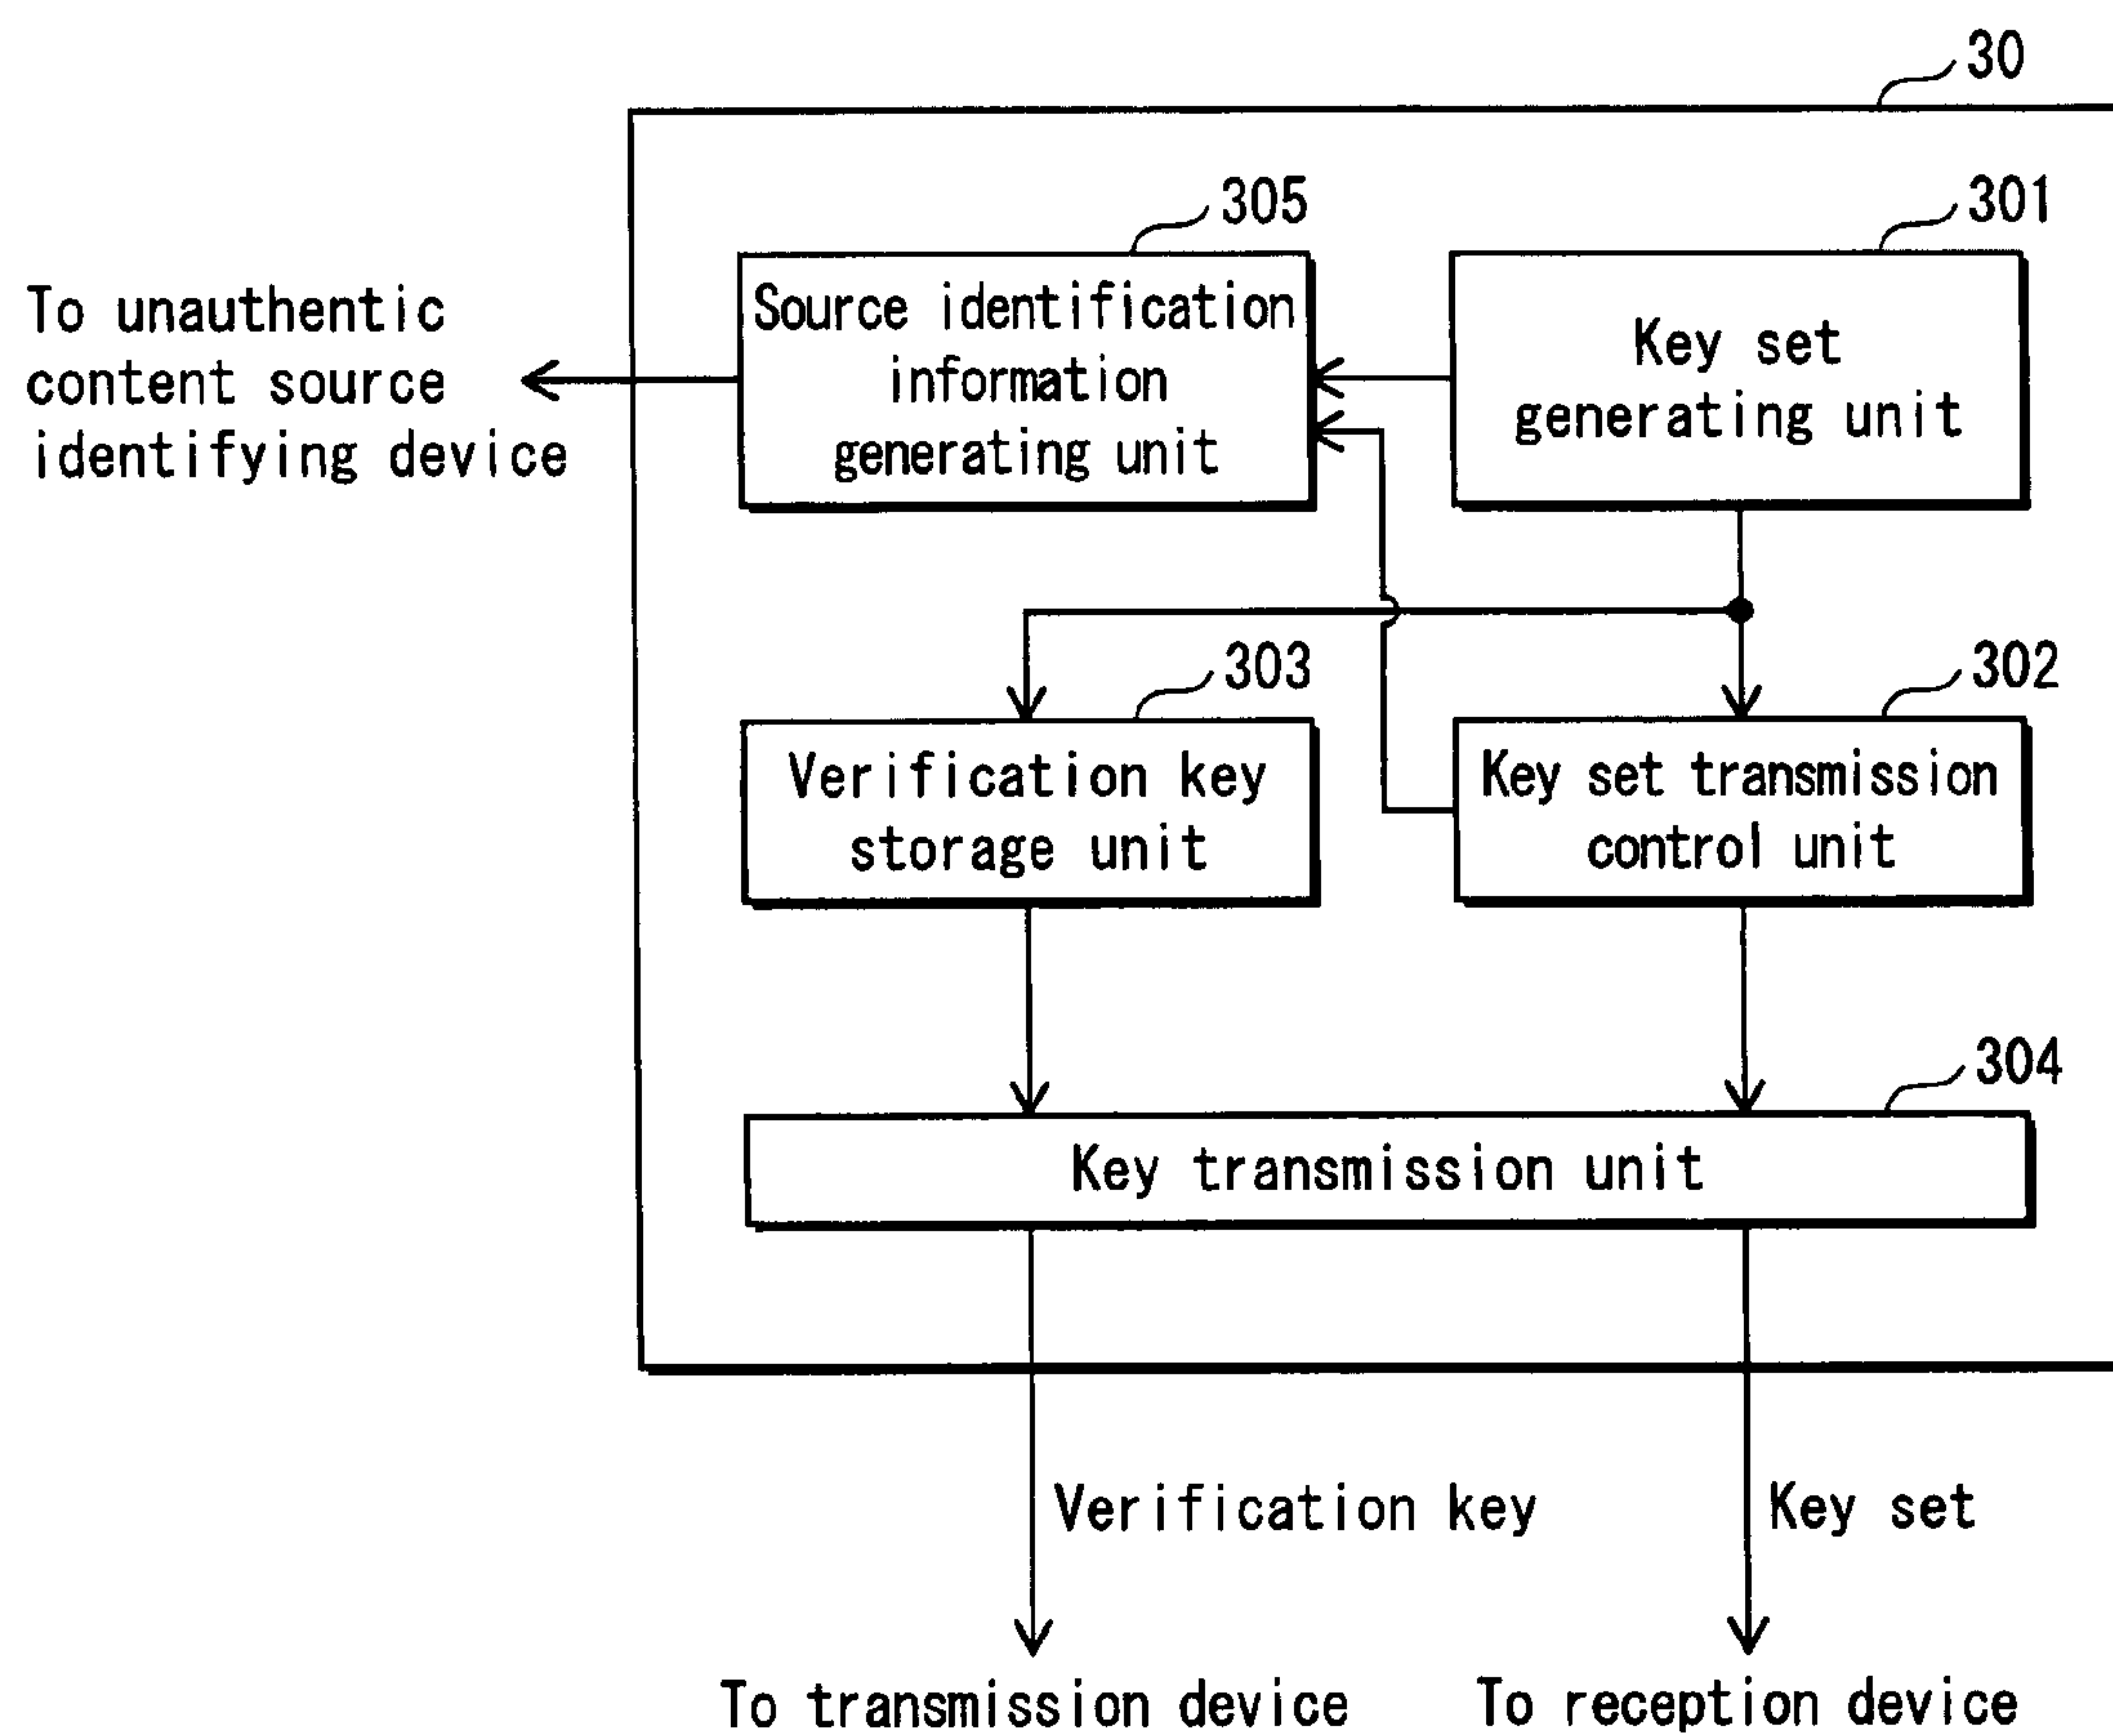 30
305
301
To unauthentic
content source
identifying device
Source identification
information
generating unit
Key set
generating unit
303
302
Verification key
storage unit
Key set transmission
control unit
304
Key transmission unit
Verification key
Key set
To transmission device
To reception device